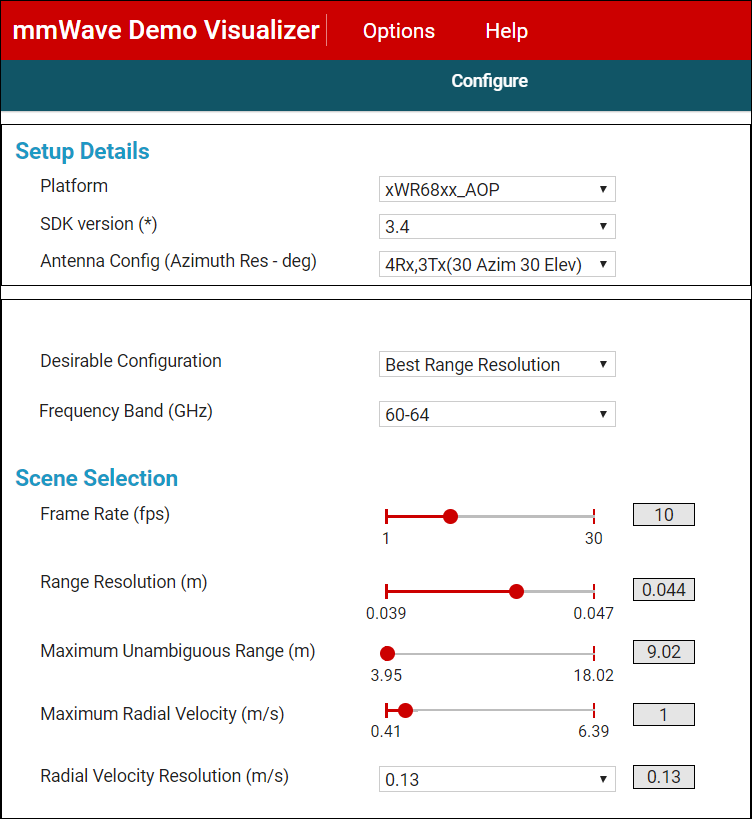 mmWave Demo Visualizer Options Help
Configure
Setup Details
Platform xWR68xx_AOP
SDK version (*) 3.4
Antenna Config (Azimuth Res - deg) 4Rx,3Tx(30 Azim 30 Elev)
Desirable Configuration Best Range Resolution
Frequency Band (GHz) 60-64
Scene Selection
Frame Rate (fps) 10
1 30
Range Resolution (m) 0.044
0.039 0.047
Maximum Unambiguous Range (m) 9.02
3.95 18.02
Maximum Radial Velocity (m/s) 1
0.41 6.39
Radial Velocity Resolution (m/s) 0.13 0.13